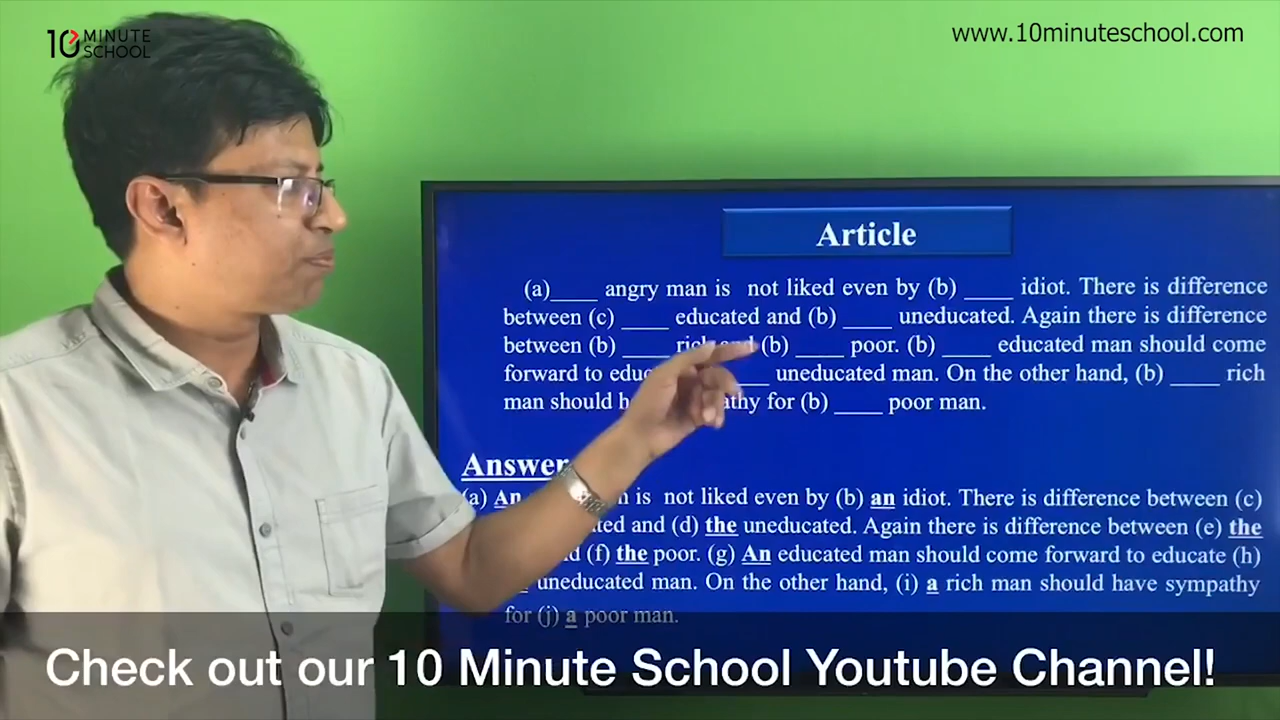 10 MINUTE SCHOOL
www.10minuteschool.com
Article
(a)____ angry man is not liked even by (b) ____ idiot. There is difference
between (c) ____ educated and (b) ____ uneducated. Again there is difference
between (b) ____ rich and (b) ____ poor. (b) ____ educated man should come
forward to ____ uneducated man. On the other hand, (b) ____ rich
man should for (b) ____ poor man.
Answer
(a) An is not liked even by (b) an idiot. There is difference between (c)
and (d) the uneducated. Again there is difference between (e) the
(f) the poor. (g) An educated man should come forward to educate (h)
uneducated man. On the other hand, (i) a rich man should have sympathy
for (j) a poor man.
Check out our 10 Minute School Youtube Channel!